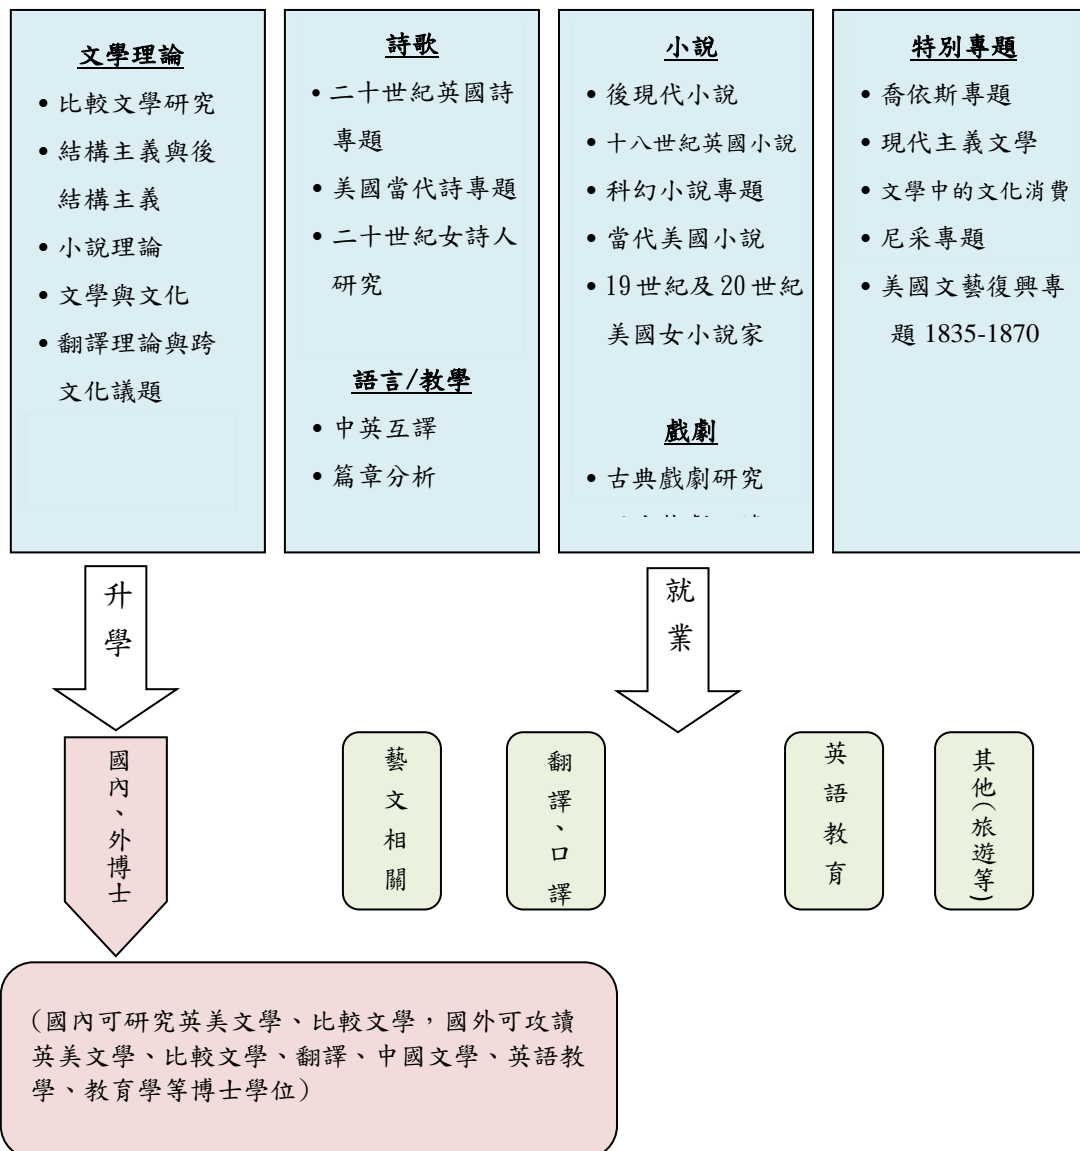 文學理論
• 比較文學研究
• 結構主義與後
結構主義
• 小說理論
• 文學與文化
• 翻譯理論與跨
文化議題
詩歌
• 二十世紀英國詩
專題
• 美國當代詩專題
• 二十世紀女詩人
研究
語言/教學
• 中英互譯
• 篇章分析
小說
• 後現代小說
• 十八世紀英國小說
• 科幻小說專題
• 當代美國小說
• 19世紀及20世紀
美國女小說家
戲劇
• 古典戲劇研究
特別專題
• 喬依斯專題
• 現代主義文學
• 文學中的文化消費
• 尼采專題
• 美國文藝復興專
題 1835-1870
升學
就業
國內、外博士
藝文相關
翻譯、口譯
英語教育
其他(旅遊等)
(國內可研究英美文學、比較文學，國外可攻讀
英美文學、比較文學、翻譯、中國文學、英語教
學、教育學等博士學位)